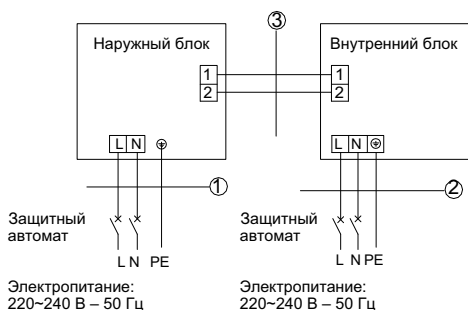 ③
Наружный блок
Внутренний блок
1
2
1
2
L N ⏚
L N ⏚
①
②
Защитный
автомат
L N PE
Защитный
автомат
L N PE
Электропитание:
220~240 В – 50 Гц
Электропитание:
220~240 В – 50 Гц